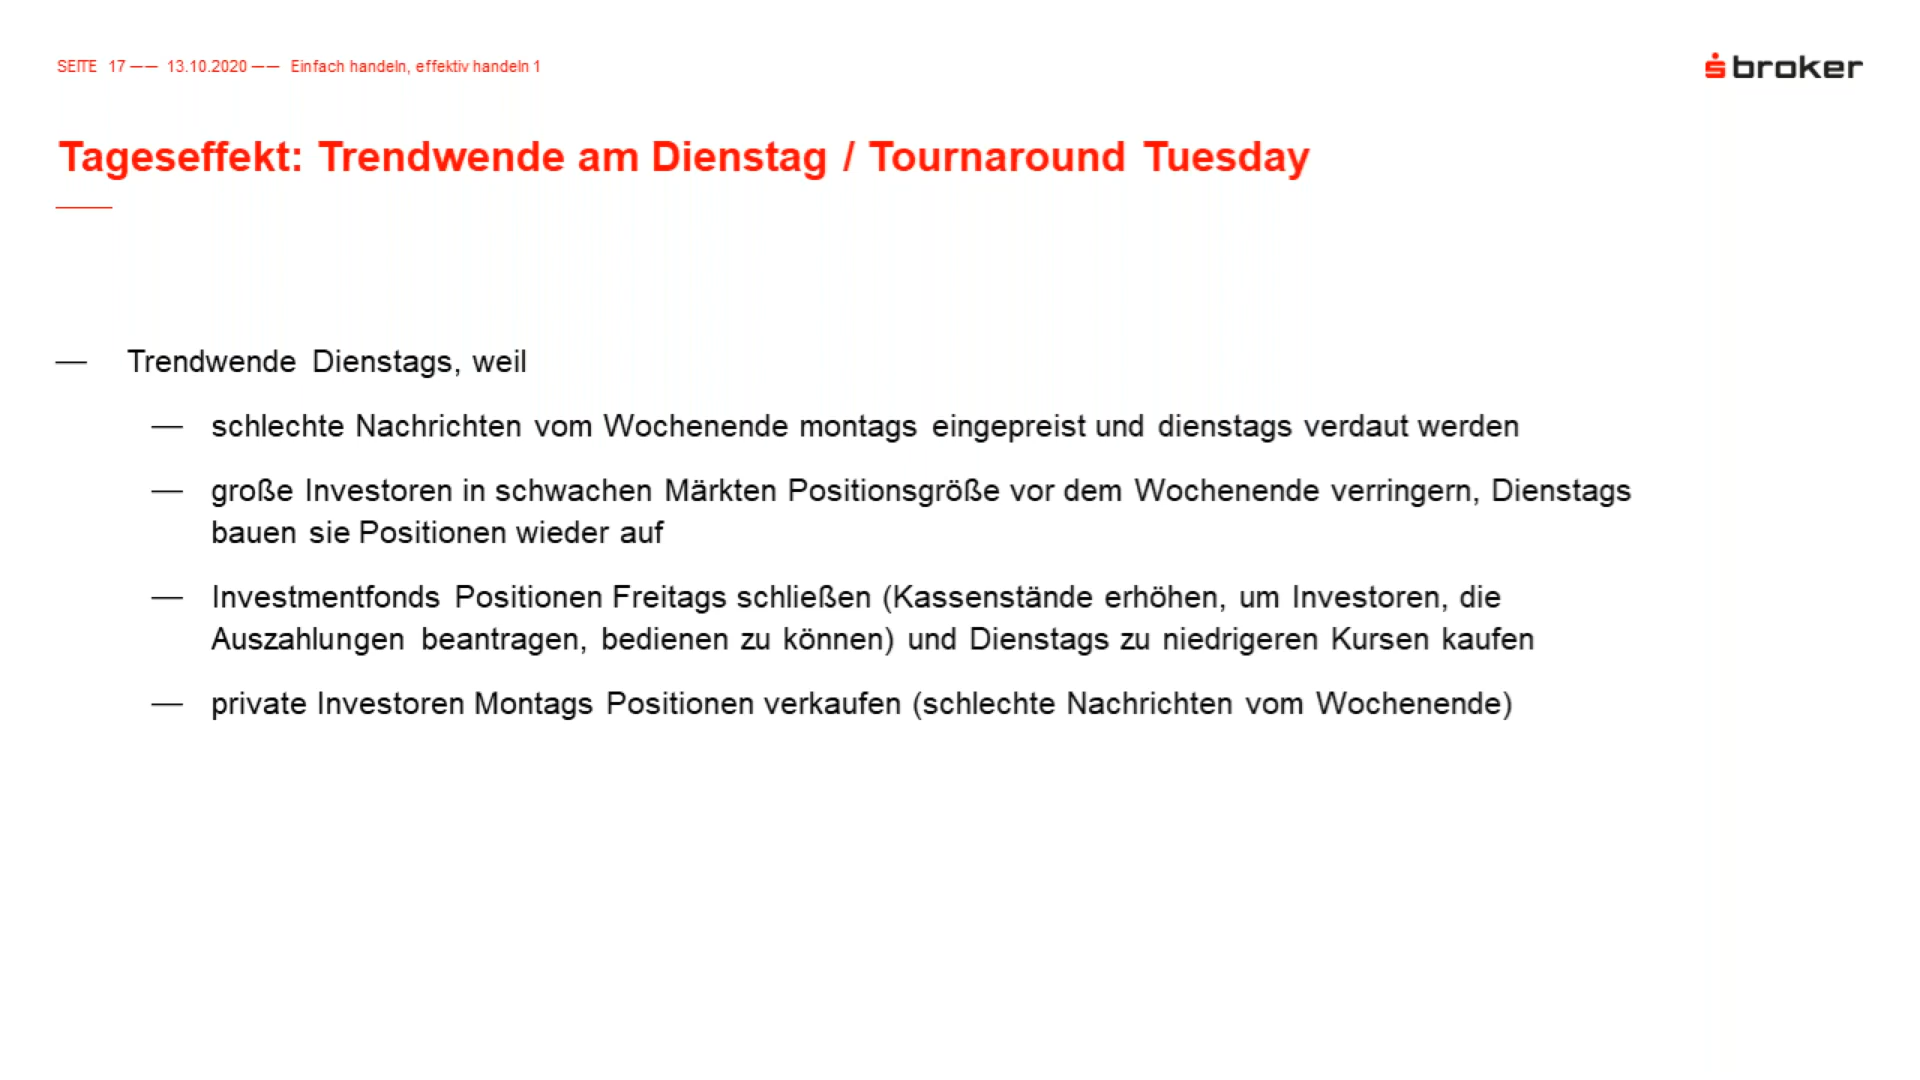 SEITE 17 —— 13.10.2020 —— Einfach handeln, effektiv handeln 1
broker
Tageseffekt: Trendwende am Dienstag / Tournaround Tuesday
— Trendwende Dienstags, weil
— schlechte Nachrichten vom Wochenende montags eingepreist und dienstags verdaut werden
— große Investoren in schwachen Märkten Positionsgröße vor dem Wochenende verringern, Dienstags
bauen sie Positionen wieder auf
— Investmentfonds Positionen Freitags schließen (Kassenstände erhöhen, um Investoren, die
Auszahlungen beantragen, bedienen zu können) und Dienstags zu niedrigeren Kursen kaufen
— private Investoren Montags Positionen verkaufen (schlechte Nachrichten vom Wochenende)